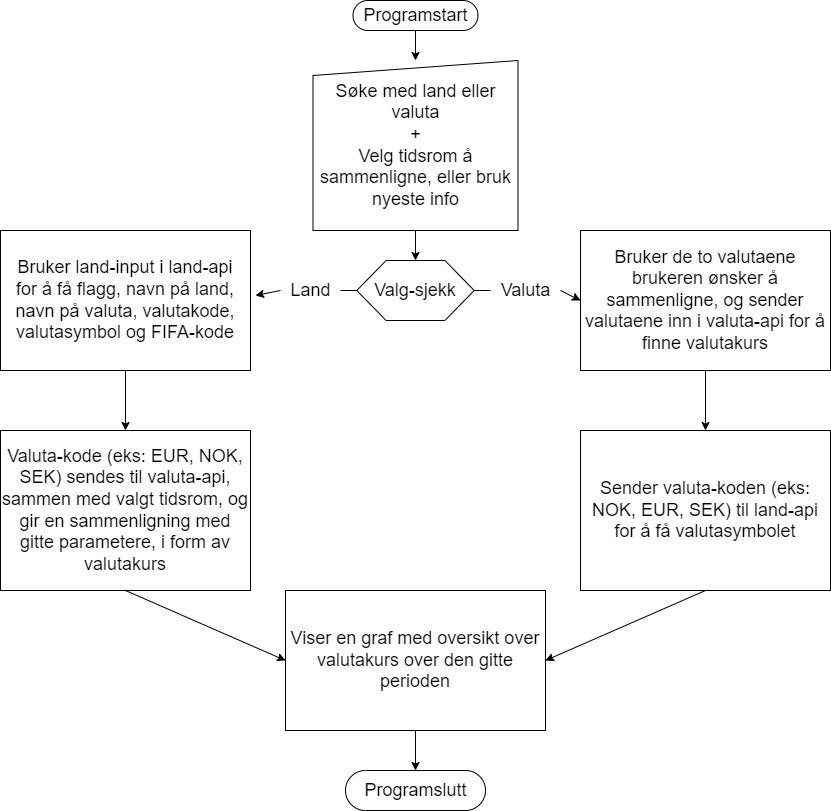 Programstart
Søke med land eller
valuta
+
Velg tidsrom å
sammenligne, eller bruk
nyeste info
Bruker land-input i land-api
for å få flagg, navn på land,
navn på valuta, valutakode,
valutasymbol og FIFA-kode
Land
Valg-sjekk
Valuta
Bruker de to valutaene
brukeren ønsker å
sammenligne, og sender
valutaene inn i valuta-api for å
finne valutakurs
Valuta-kode (eks: EUR, NOK,
SEK) sendes til valuta-api,
sammen med valgt tidsrom, og
gir en sammenligning med
gitte parametere, i form av
valutakurs
Sender valuta-koden (eks:
NOK, EUR, SEK) til land-api
for å få valutasymbolet
Viser en graf med oversikt over
valutakurs over den gitte
perioden
Programslutt